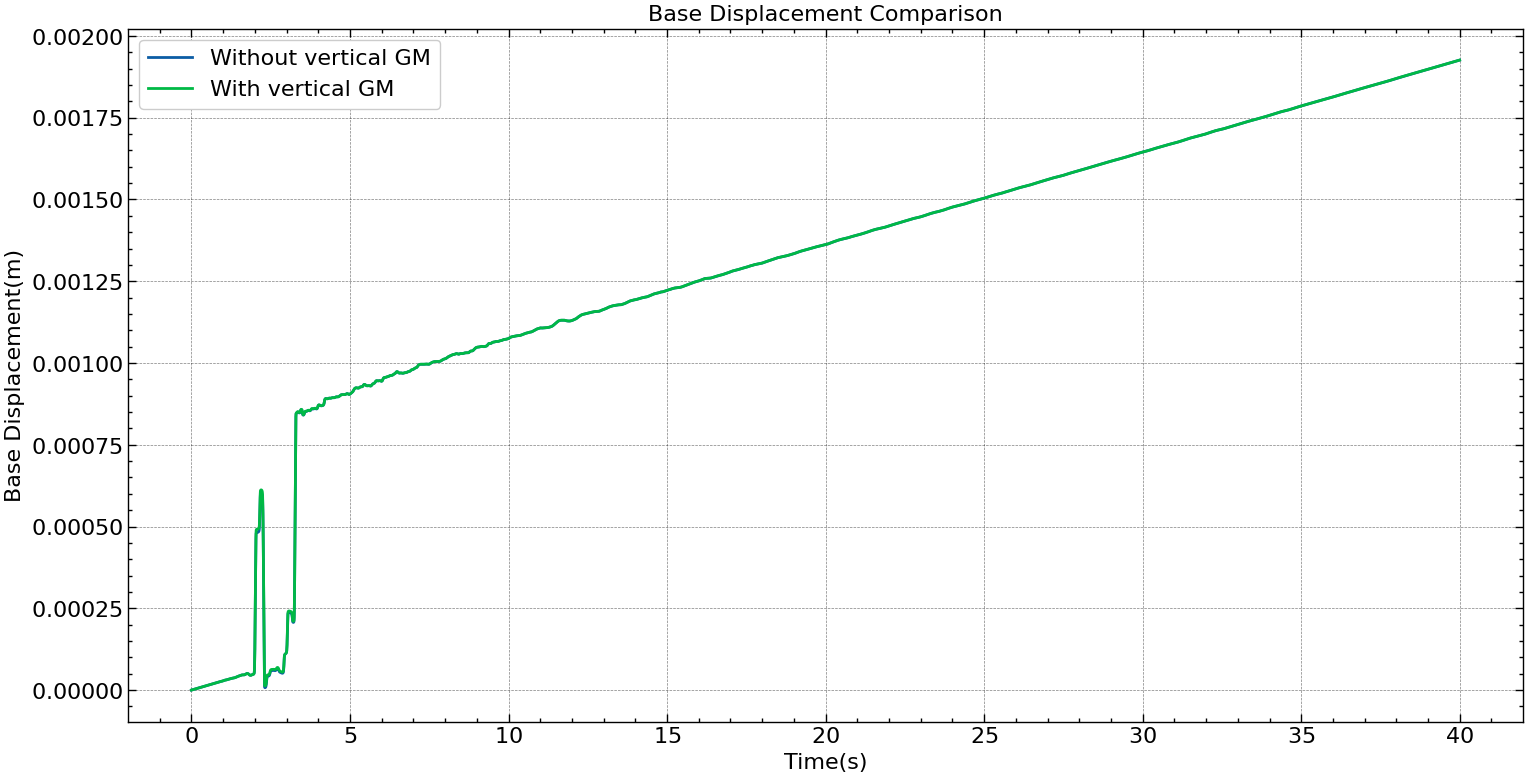 Base Displacement Comparison
Without vertical GM
With vertical GM
Base Displacement(m)
0.00200
0.00175
0.00150
0.00125
0.00100
0.00075
0.00050
0.00025
0.00000
0 5 10 15 20 25 30 35 40
Time(s)